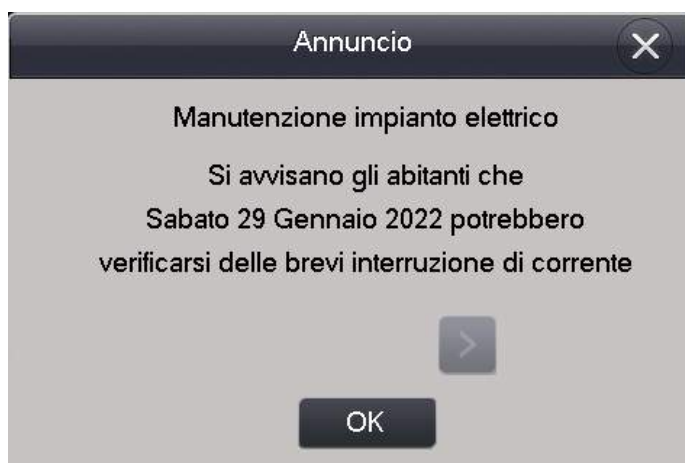 Annuncio
Manutenzione impianto elettrico
Si avvisano gli abitanti che
Sabato 29 Gennaio 2022 potrebbero
verificarsi delle brevi interruzione di corrente
>
OK